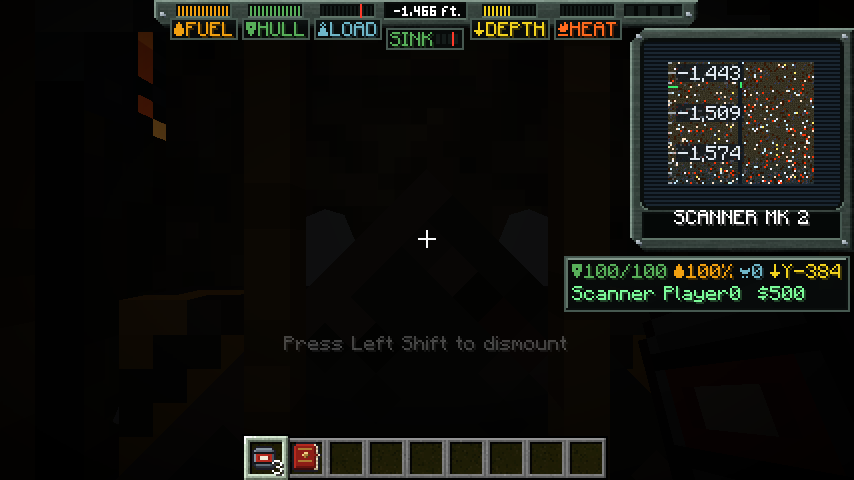 -1,466 ft.
FUEL HULL LOAD SINK DEPTH HEAT
-1,443
-1,509
-1,574
SCANNER MK 2
100/100 100% 0 Y-384
Scanner Player0 $500
Press Left Shift to dismount
3